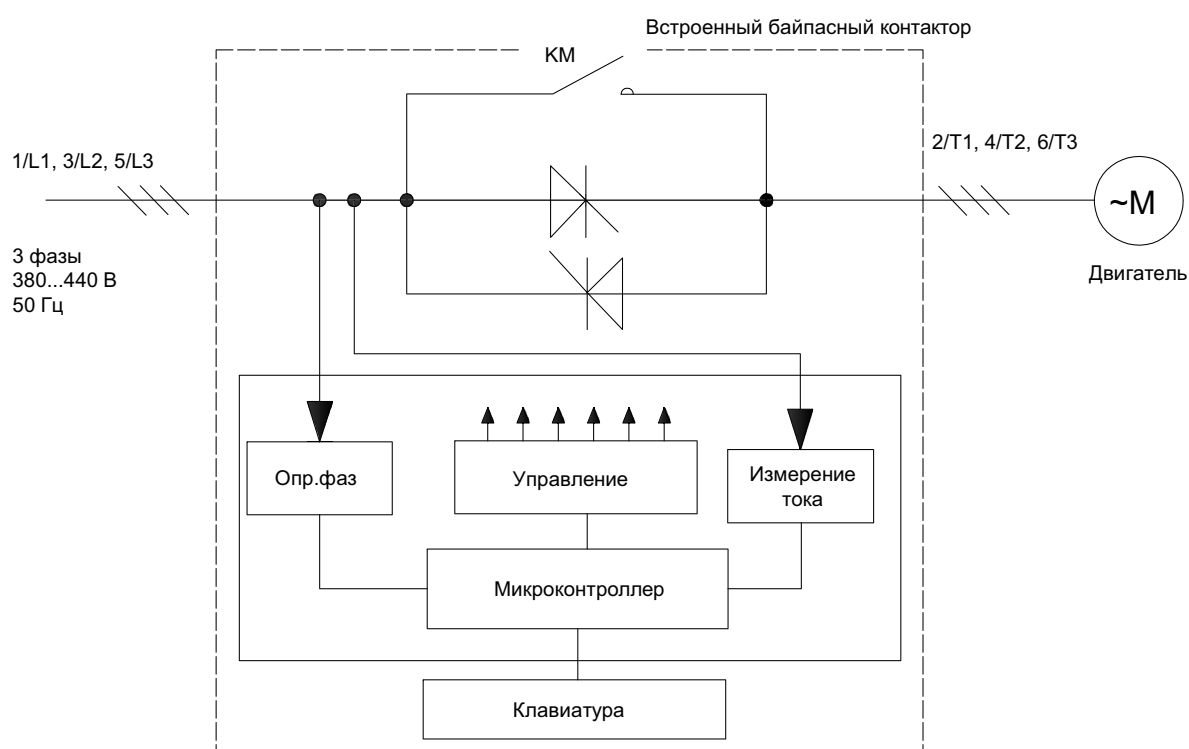 Встроенный байпасный контактор
KM
1/L1, 3/L2, 5/L3
2/T1, 4/T2, 6/T3
~M
3 фазы
380...440 В
50 Гц
Двигатель
Опр.фаз
Управление
Измерение
тока
Микроконтроллер
Клавиатура